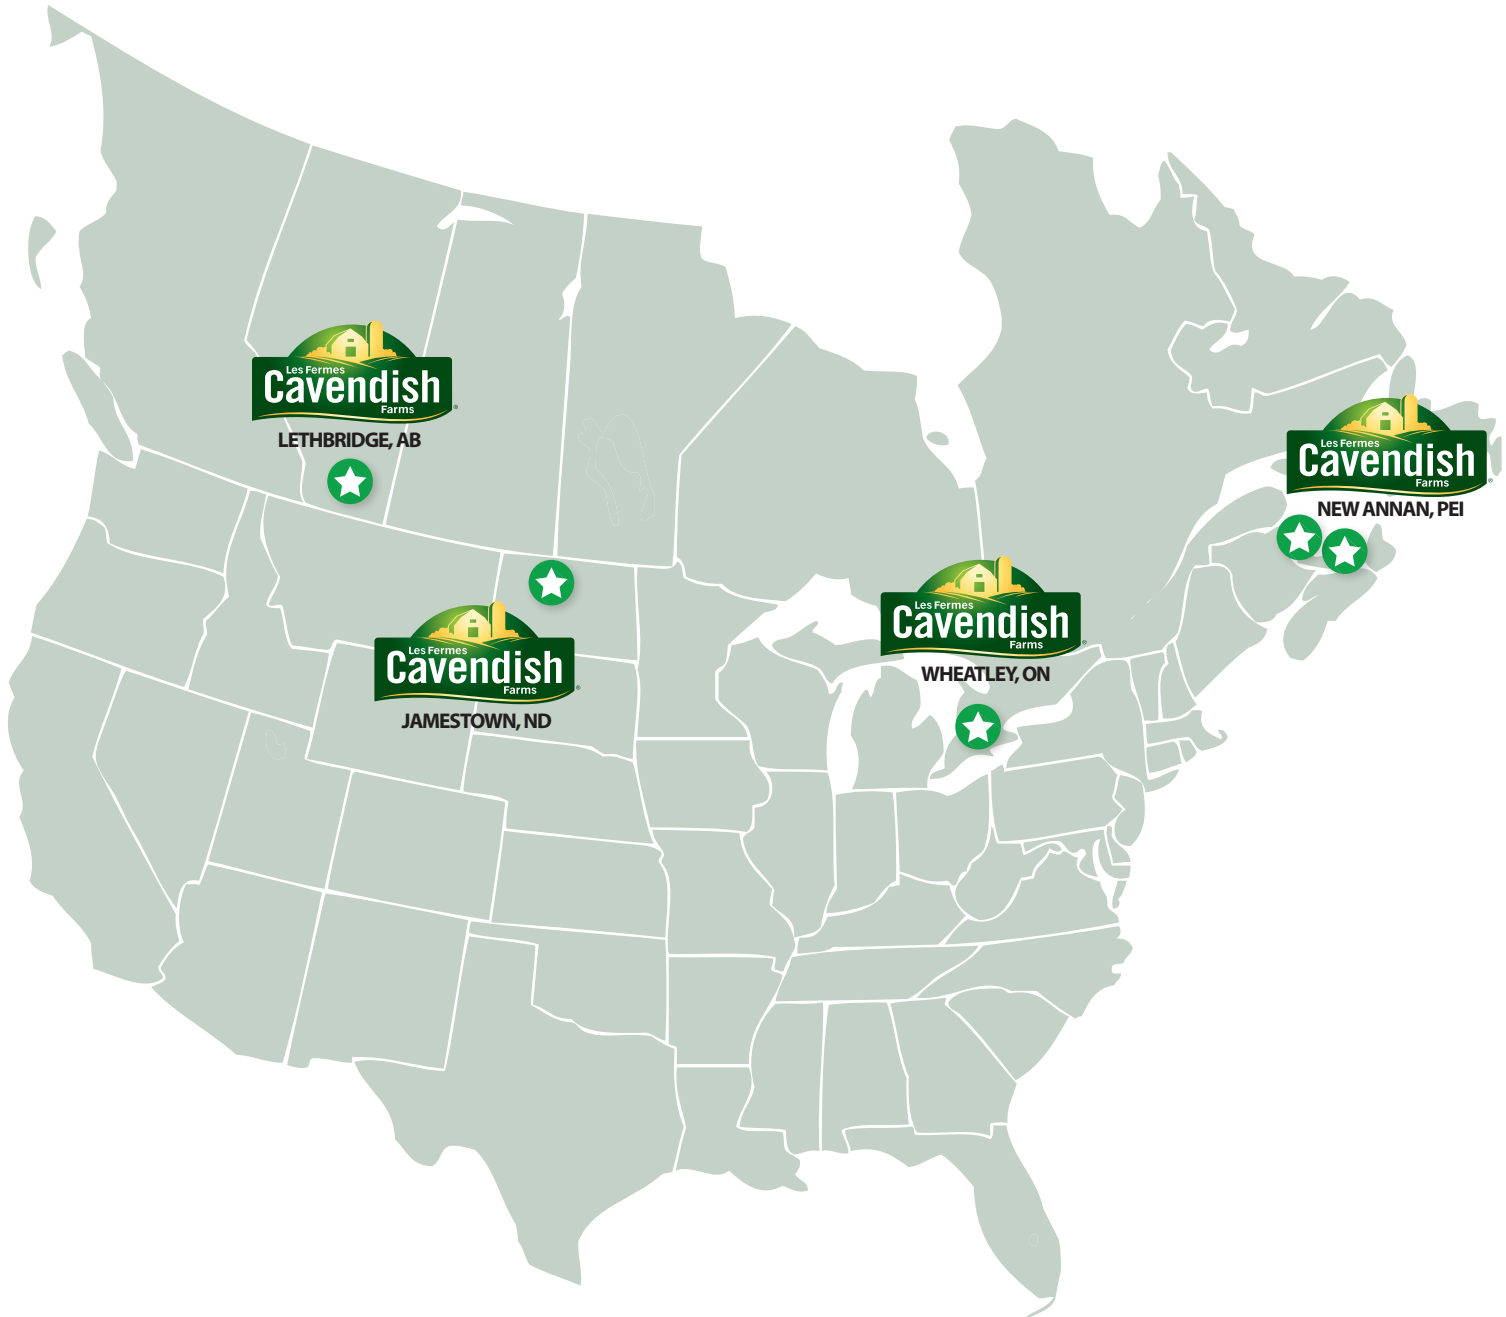 Les Fermes
Cavendish
Farms
®
LETHBRIDGE, AB
Les Fermes
Cavendish
Farms
®
NEW ANNAN, PEI
Les Fermes
Cavendish
Farms
®
WHEATLEY, ON
Les Fermes
Cavendish
Farms
®
JAMESTOWN, ND